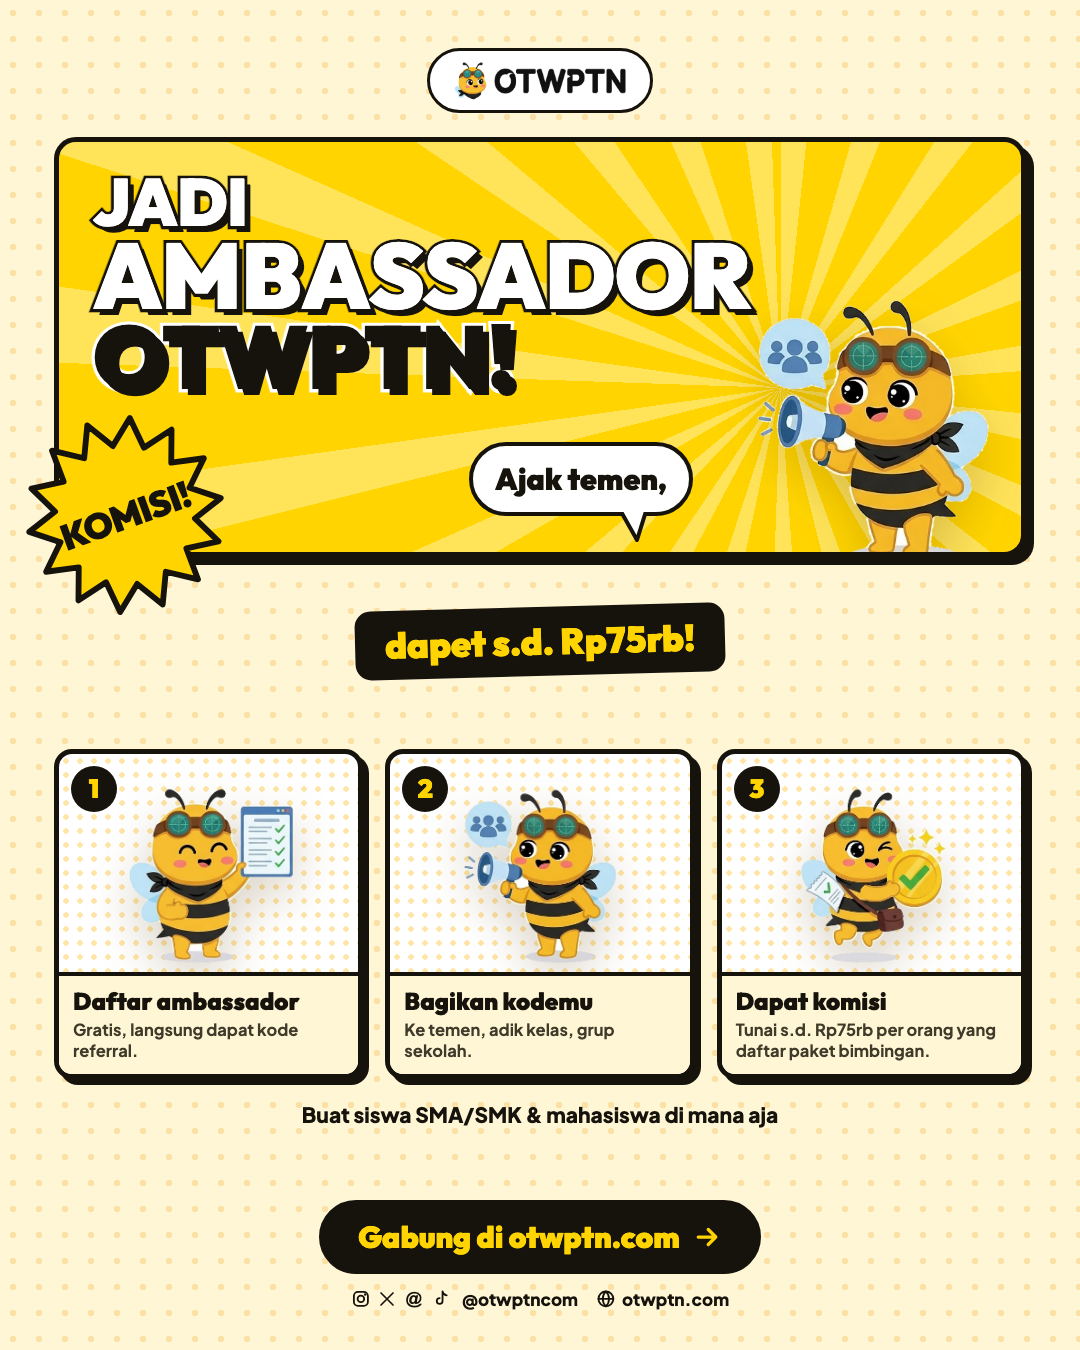 OTWPTN
JADI
AMBASSADOR
OTWPTN!
KOMISI!
Ajak temen,
dapet s.d. Rp75rb!
1
Daftar ambassador
Gratis, langsung dapat kode
referral.
2
Bagikan kodemu
Ke temen, adik kelas, grup
sekolah.
3
Dapat komisi
Tunai s.d. Rp75rb per orang yang
daftar paket bimbingan.
Buat siswa SMA/SMK & mahasiswa di mana aja
Gabung di otwptn.com →
@otwptncom otwptn.com